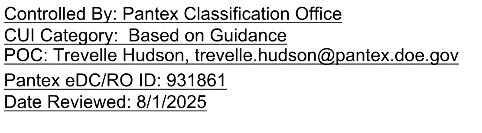 Controlled By: Pantex Classification Office
CUI Category:  Based on Guidance
POC: Trevelle Hudson, trevelle.hudson@pantex.doe.gov
Pantex eDC/RO ID: 931861
Date Reviewed: 8/1/2025